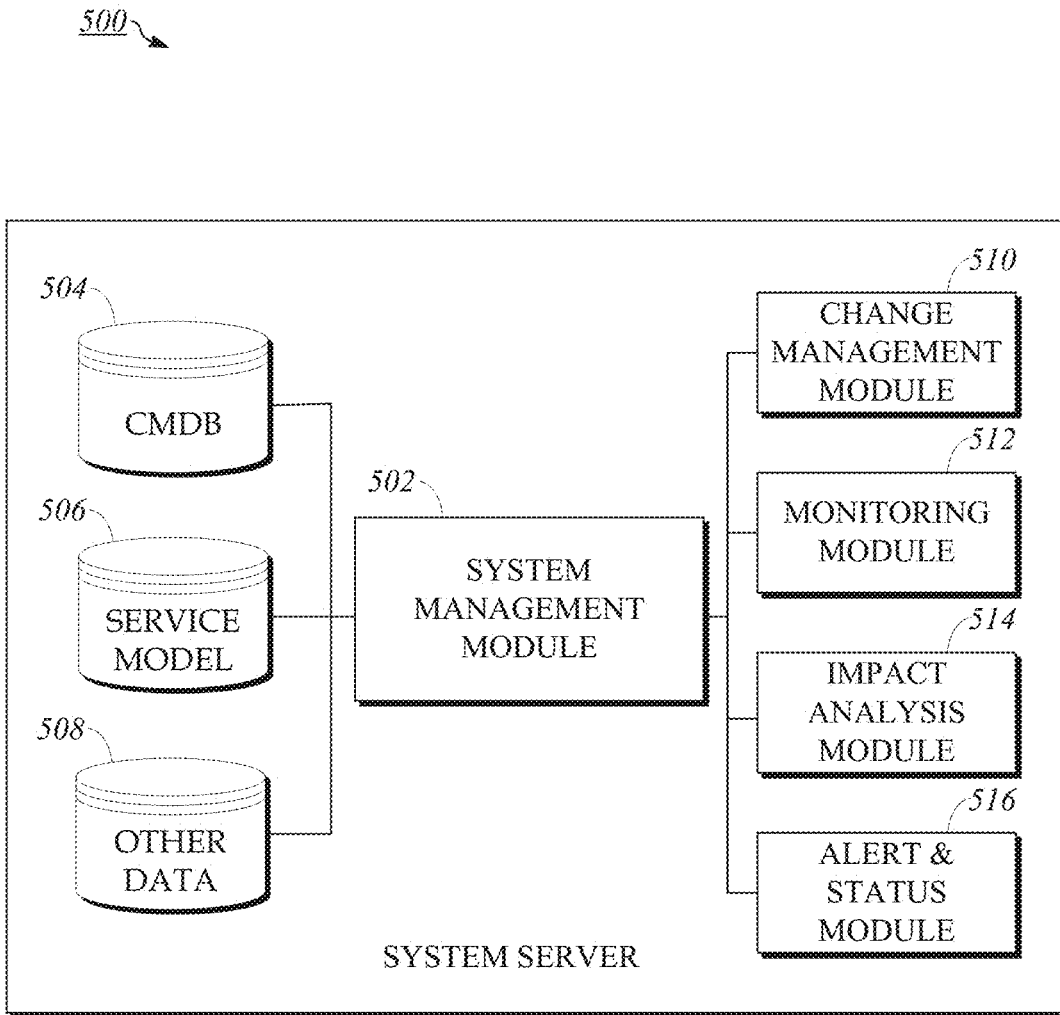 500
504
CMDB
506
SERVICE
MODEL
508
OTHER
DATA
502
SYSTEM
MANAGEMENT
MODULE
510
CHANGE
MANAGEMENT
MODULE
512
MONITORING
MODULE
514
IMPACT
ANALYSIS
MODULE
516
ALERT &
STATUS
MODULE
SYSTEM SERVER